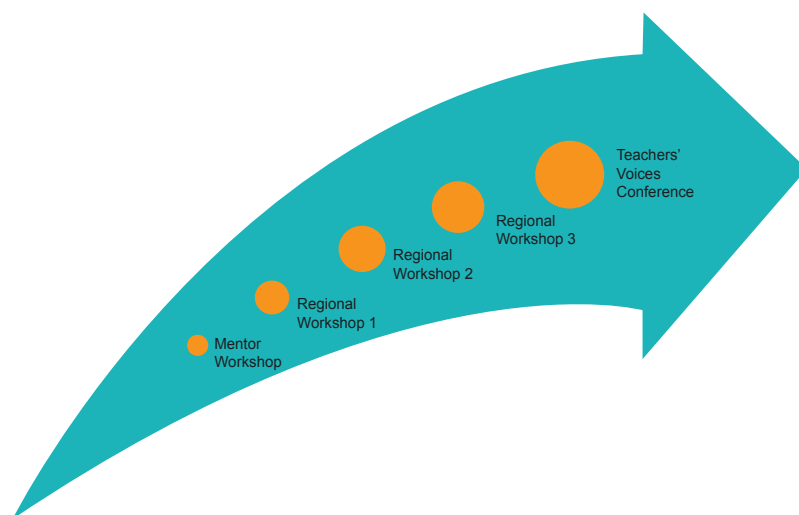 Teachers’
Voices
Conference
Regional
Workshop 3
Regional
Workshop 2
Regional
Workshop 1
Mentor
Workshop